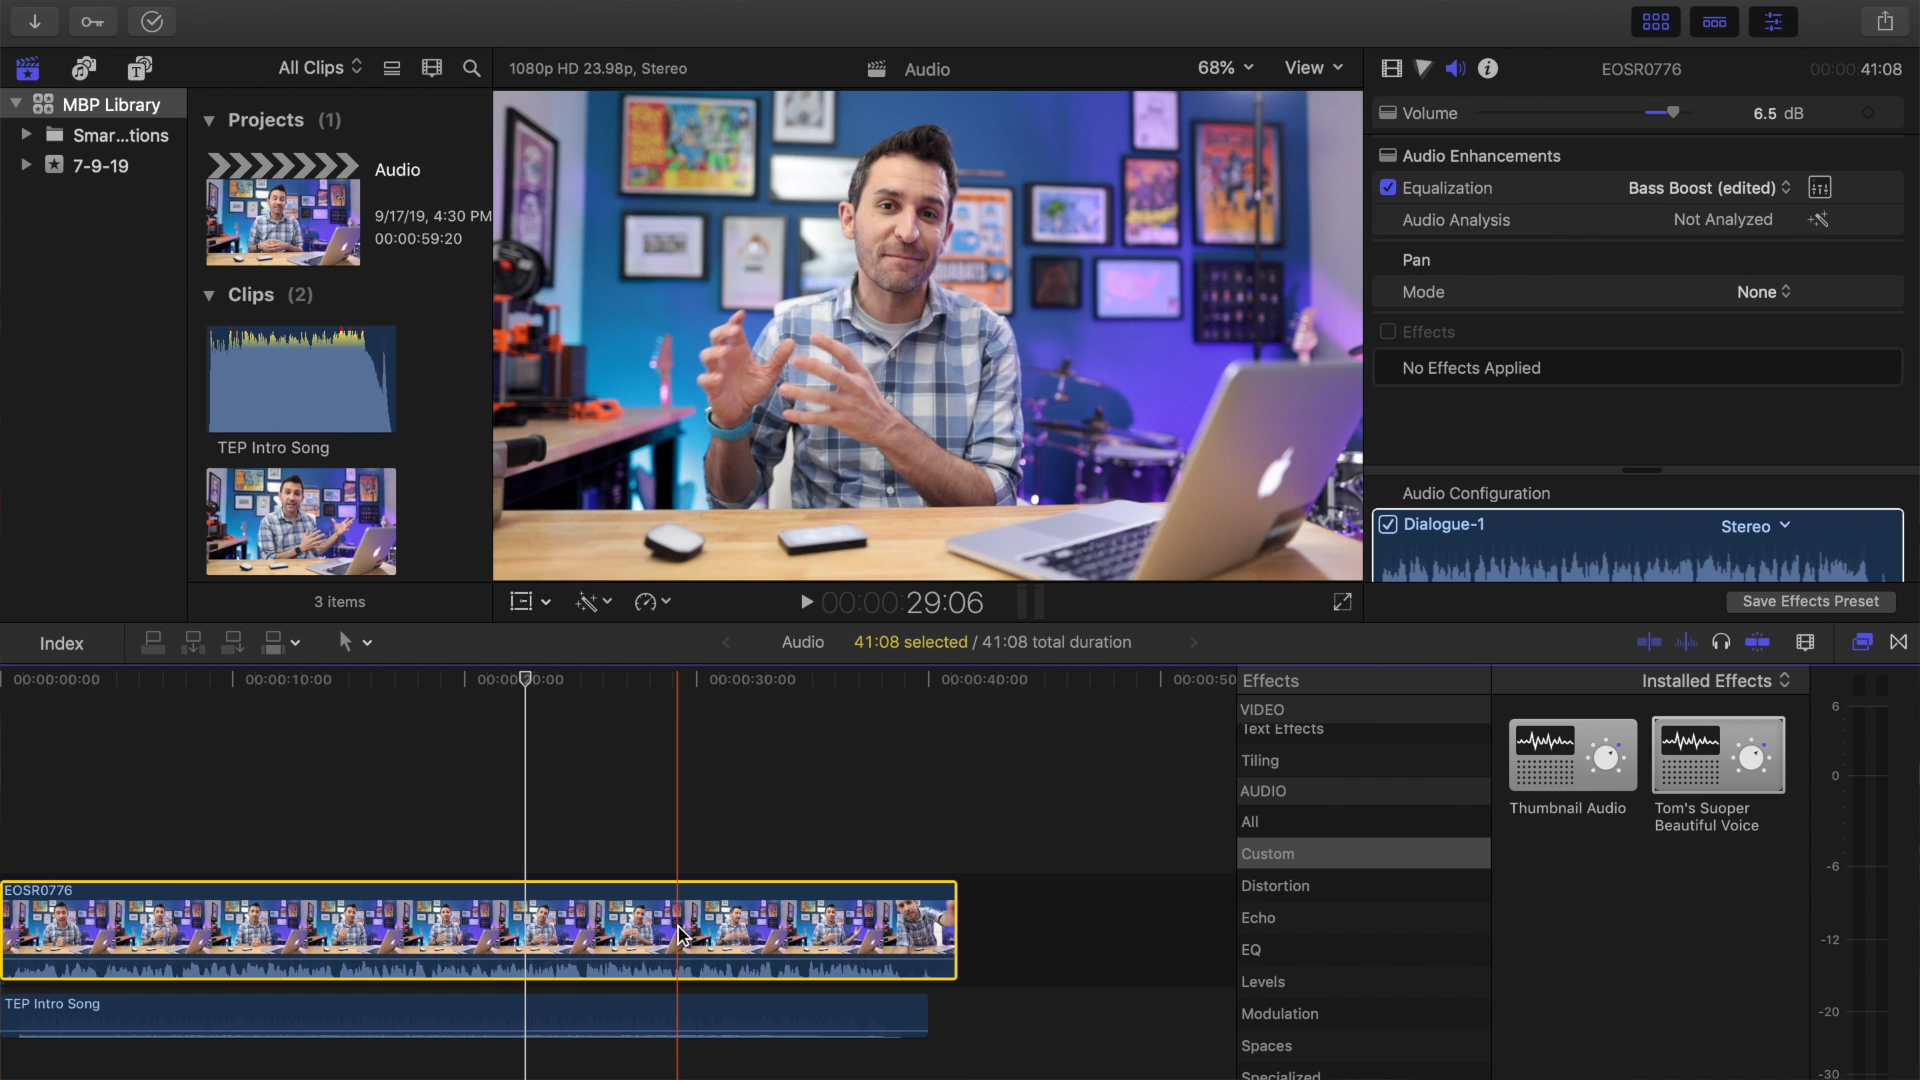 All Clips
1080p HD 23.98p, Stereo
Audio
68%
View
EOSR0776
00:00:41:08
MBP Library
Smar...tions
7-9-19
Projects (1)
Audio
9/17/19, 4:30 PM
00:00:59:20
Clips (2)
TEP Intro Song
3 items
Volume
6.5 dB
Audio Enhancements
Equalization
Bass Boost (edited)
Audio Analysis
Not Analyzed
Pan
Mode
None
Effects
No Effects Applied
Audio Configuration
Dialogue-1
Stereo
Save Effects Preset
00:00:29:06
Index
Audio
41:08 selected / 41:08 total duration
00:00:00:00
00:00:10:00
00:00:30:00
00:00:40:00
00:00:50
EOSR0776
TEP Intro Song
Effects
VIDEO
Text Effects
Tiling
AUDIO
All
Custom
Distortion
Echo
EQ
Levels
Modulation
Spaces
Specialized
Installed Effects
Thumbnail Audio
Tom's Suoper
Beautiful Voice
6
0
-6
-12
-20
-30